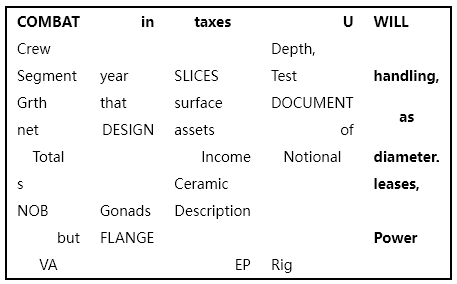 COMBAT in taxes U WILL
Crew Depth,
Segment year SLICES Test handling,
Grth that surface DOCUMENT
as
net DESIGN assets of
Total Income Notional diameter.
s Ceramic leases,
NOB Gonads Description
but FLANGE Power
VA EP Rig